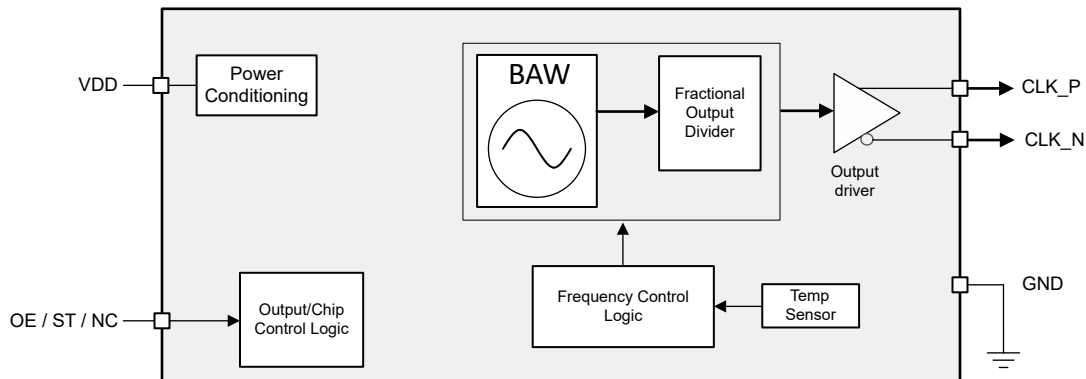 VDD
Power
Conditioning
BAW
Fractional
Output
Divider
Output
driver
CLK_P
CLK_N
OE / ST / NC
Output/Chip
Control Logic
Frequency Control
Logic
Temp
Sensor
GND